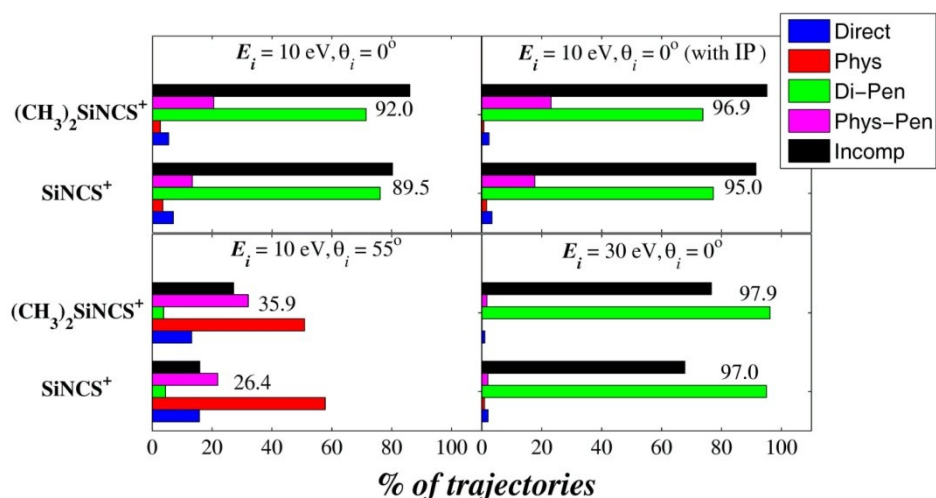 Direct
Phys
Di-Pen
Phys-Pen
Incomp
E_i = 10 eV, θ_i = 0°
E_i = 10 eV, θ_i = 0° (with IP)
(CH₃)₂SiNCS⁺
92.0
96.9
SiNCS⁺
89.5
95.0
E_i = 10 eV, θ_i = 55°
E_i = 30 eV, θ_i = 0°
(CH₃)₂SiNCS⁺
35.9
97.9
SiNCS⁺
26.4
97.0
0 20 40 60 80 100 0 20 40 60 80 100
% of trajectories